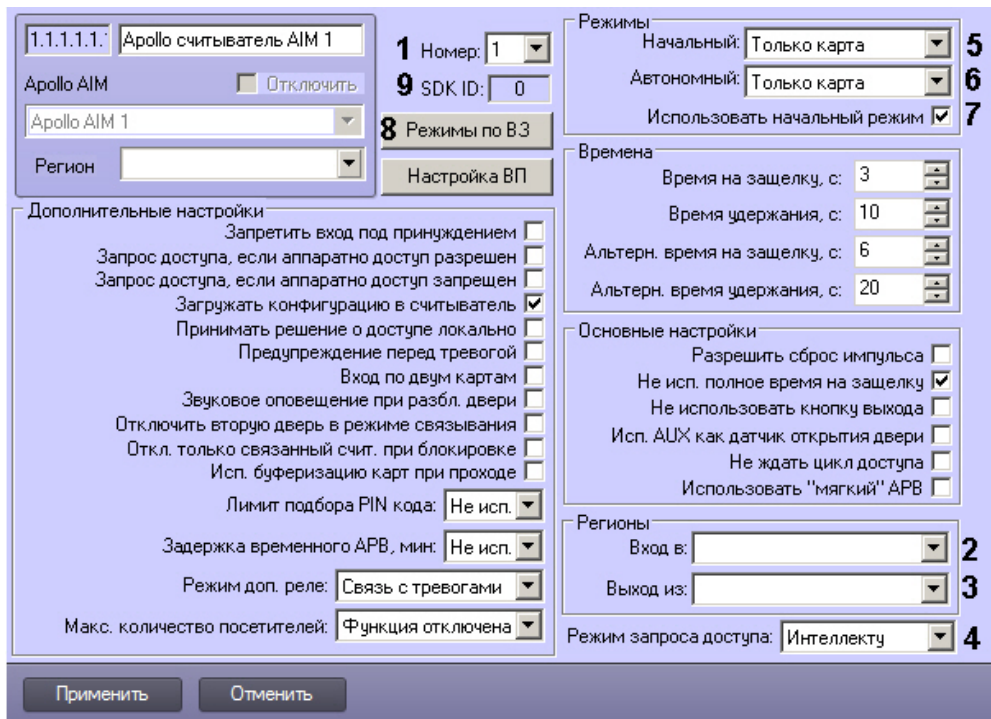 1.1.1.1.1. Apollo считыватель AIM 1
1 Номер: 1
Apollo AIM Отключить
9 SDK ID: 0
Apollo AIM 1
8 Режимы по ВЗ
Регион
Настройка ВП
Режимы
Начальный: Только карта 5
Автономный: Только карта 6
Использовать начальный режим 7
Времена
Время на защелку, с: 3
Время удержания, с: 10
Альтерн. время на защелку, с: 6
Альтерн. время удержания, с: 20
Дополнительные настройки
Запретить вход под принуждением
Запрос доступа, если аппаратно доступ разрешен
Запрос доступа, если аппаратно доступ запрещен
Загружать конфигурацию в считыватель
Принимать решение о доступе локально
Предупреждение перед тревогой
Вход по двум картам
Звуковое оповещение при разбл. двери
Отключить вторую дверь в режиме связывания
Откл. только связанный счит. при блокировке
Исп. буферизацию карт при проходе
Лимит подбора PIN кода: Не исп.
Задержка временного APB, мин: Не исп.
Режим доп. реле: Связь с тревогами
Макс. количество посетителей: Функция отключена
Основные настройки
Разрешить сброс импульса
Не исп. полное время на защелку
Не использовать кнопку выхода
Исп. AUX как датчик открытия двери
Не ждать цикл доступа
Использовать "мягкий" APB
Регионы
Вход в: 2
Выход из: 3
Режим запроса доступа: Интеллекту 4
Применить Отменить